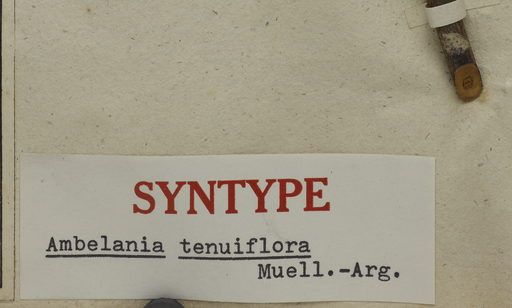 SYNTYPE
Ambelania tenuiflora
Muell.-Arg.